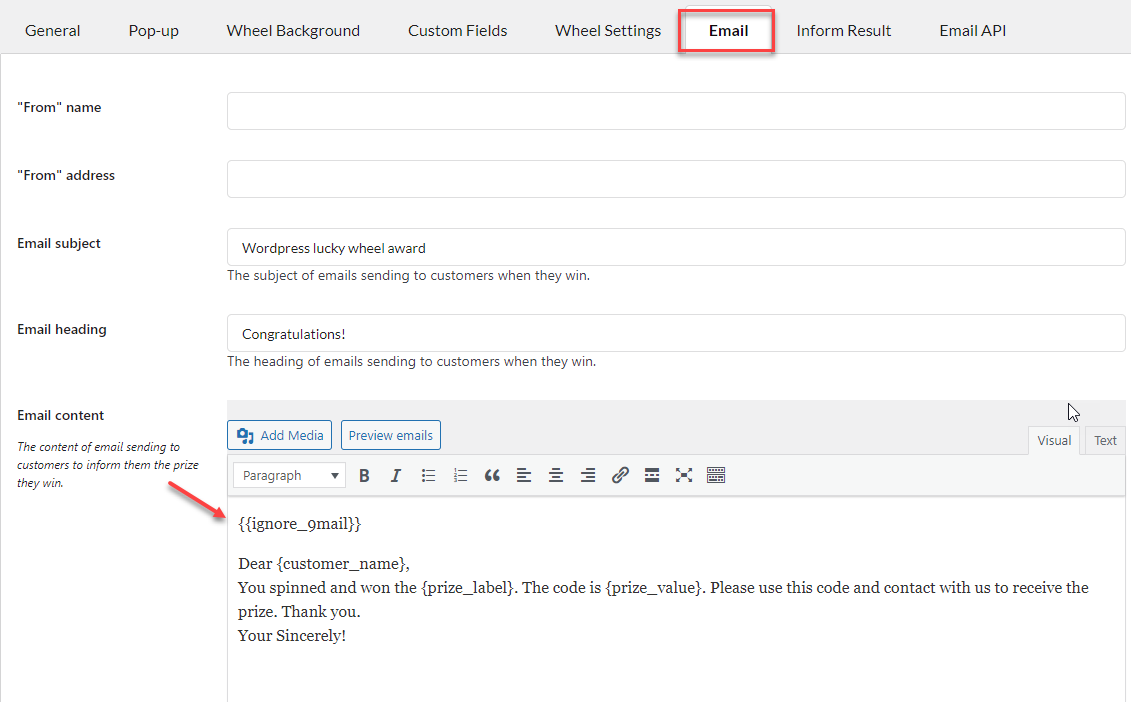 General Pop-up Wheel Background Custom Fields Wheel Settings Email Inform Result Email API
"From" name
"From" address
Email subject
Wordpress lucky wheel award
The subject of emails sending to customers when they win.
Email heading
Congratulations!
The heading of emails sending to customers when they win.
Email content
The content of email sending to
customers to inform them the prize
they win.
Add Media Preview emails
Visual Text
Paragraph
{{ignore_9mail}}
Dear {customer_name},
You spinned and won the {prize_label}. The code is {prize_value}. Please use this code and contact with us to receive the
prize. Thank you.
Your Sincerely!